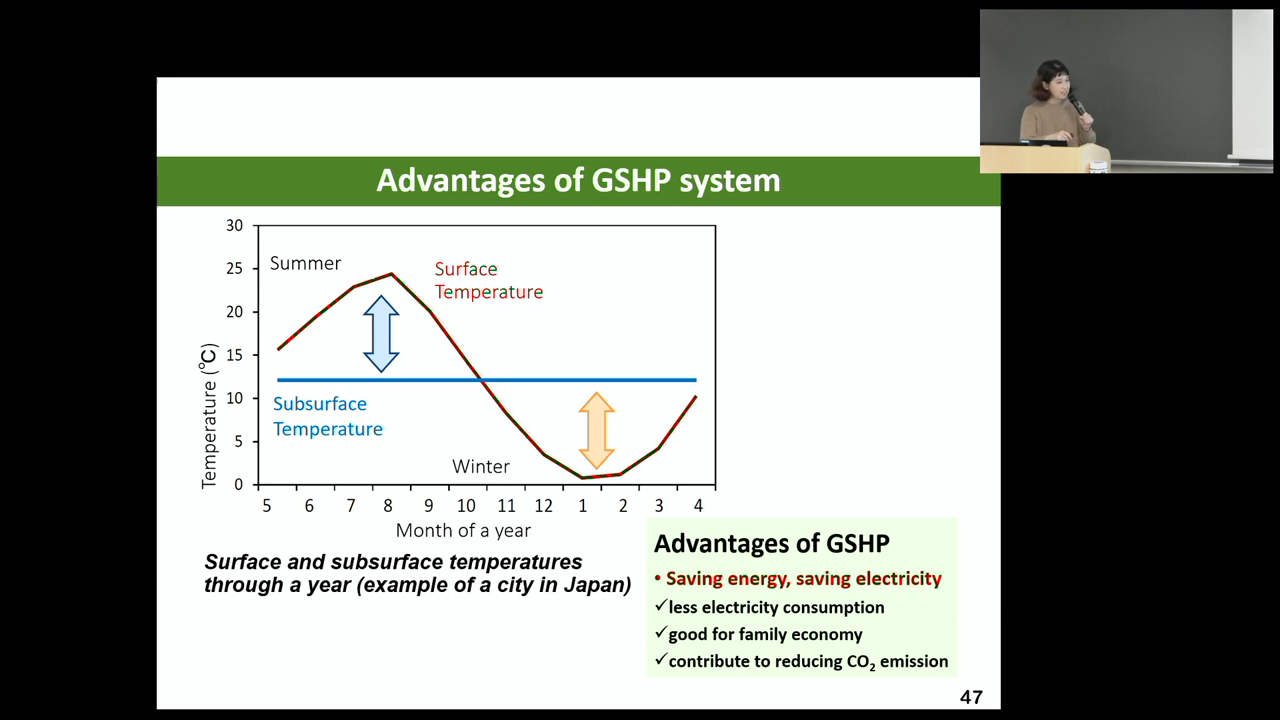 Advantages of GSHP system
30
25
20
15
10
5
0
Temperature (℃)
Summer
Surface
Temperature
Subsurface
Temperature
Winter
5 6 7 8 9 10 11 12 1 2 3 4
Month of a year
Surface and subsurface temperatures
through a year (example of a city in Japan)
Advantages of GSHP
• Saving energy, saving electricity
✓less electricity consumption
✓good for family economy
✓contribute to reducing CO₂ emission
47